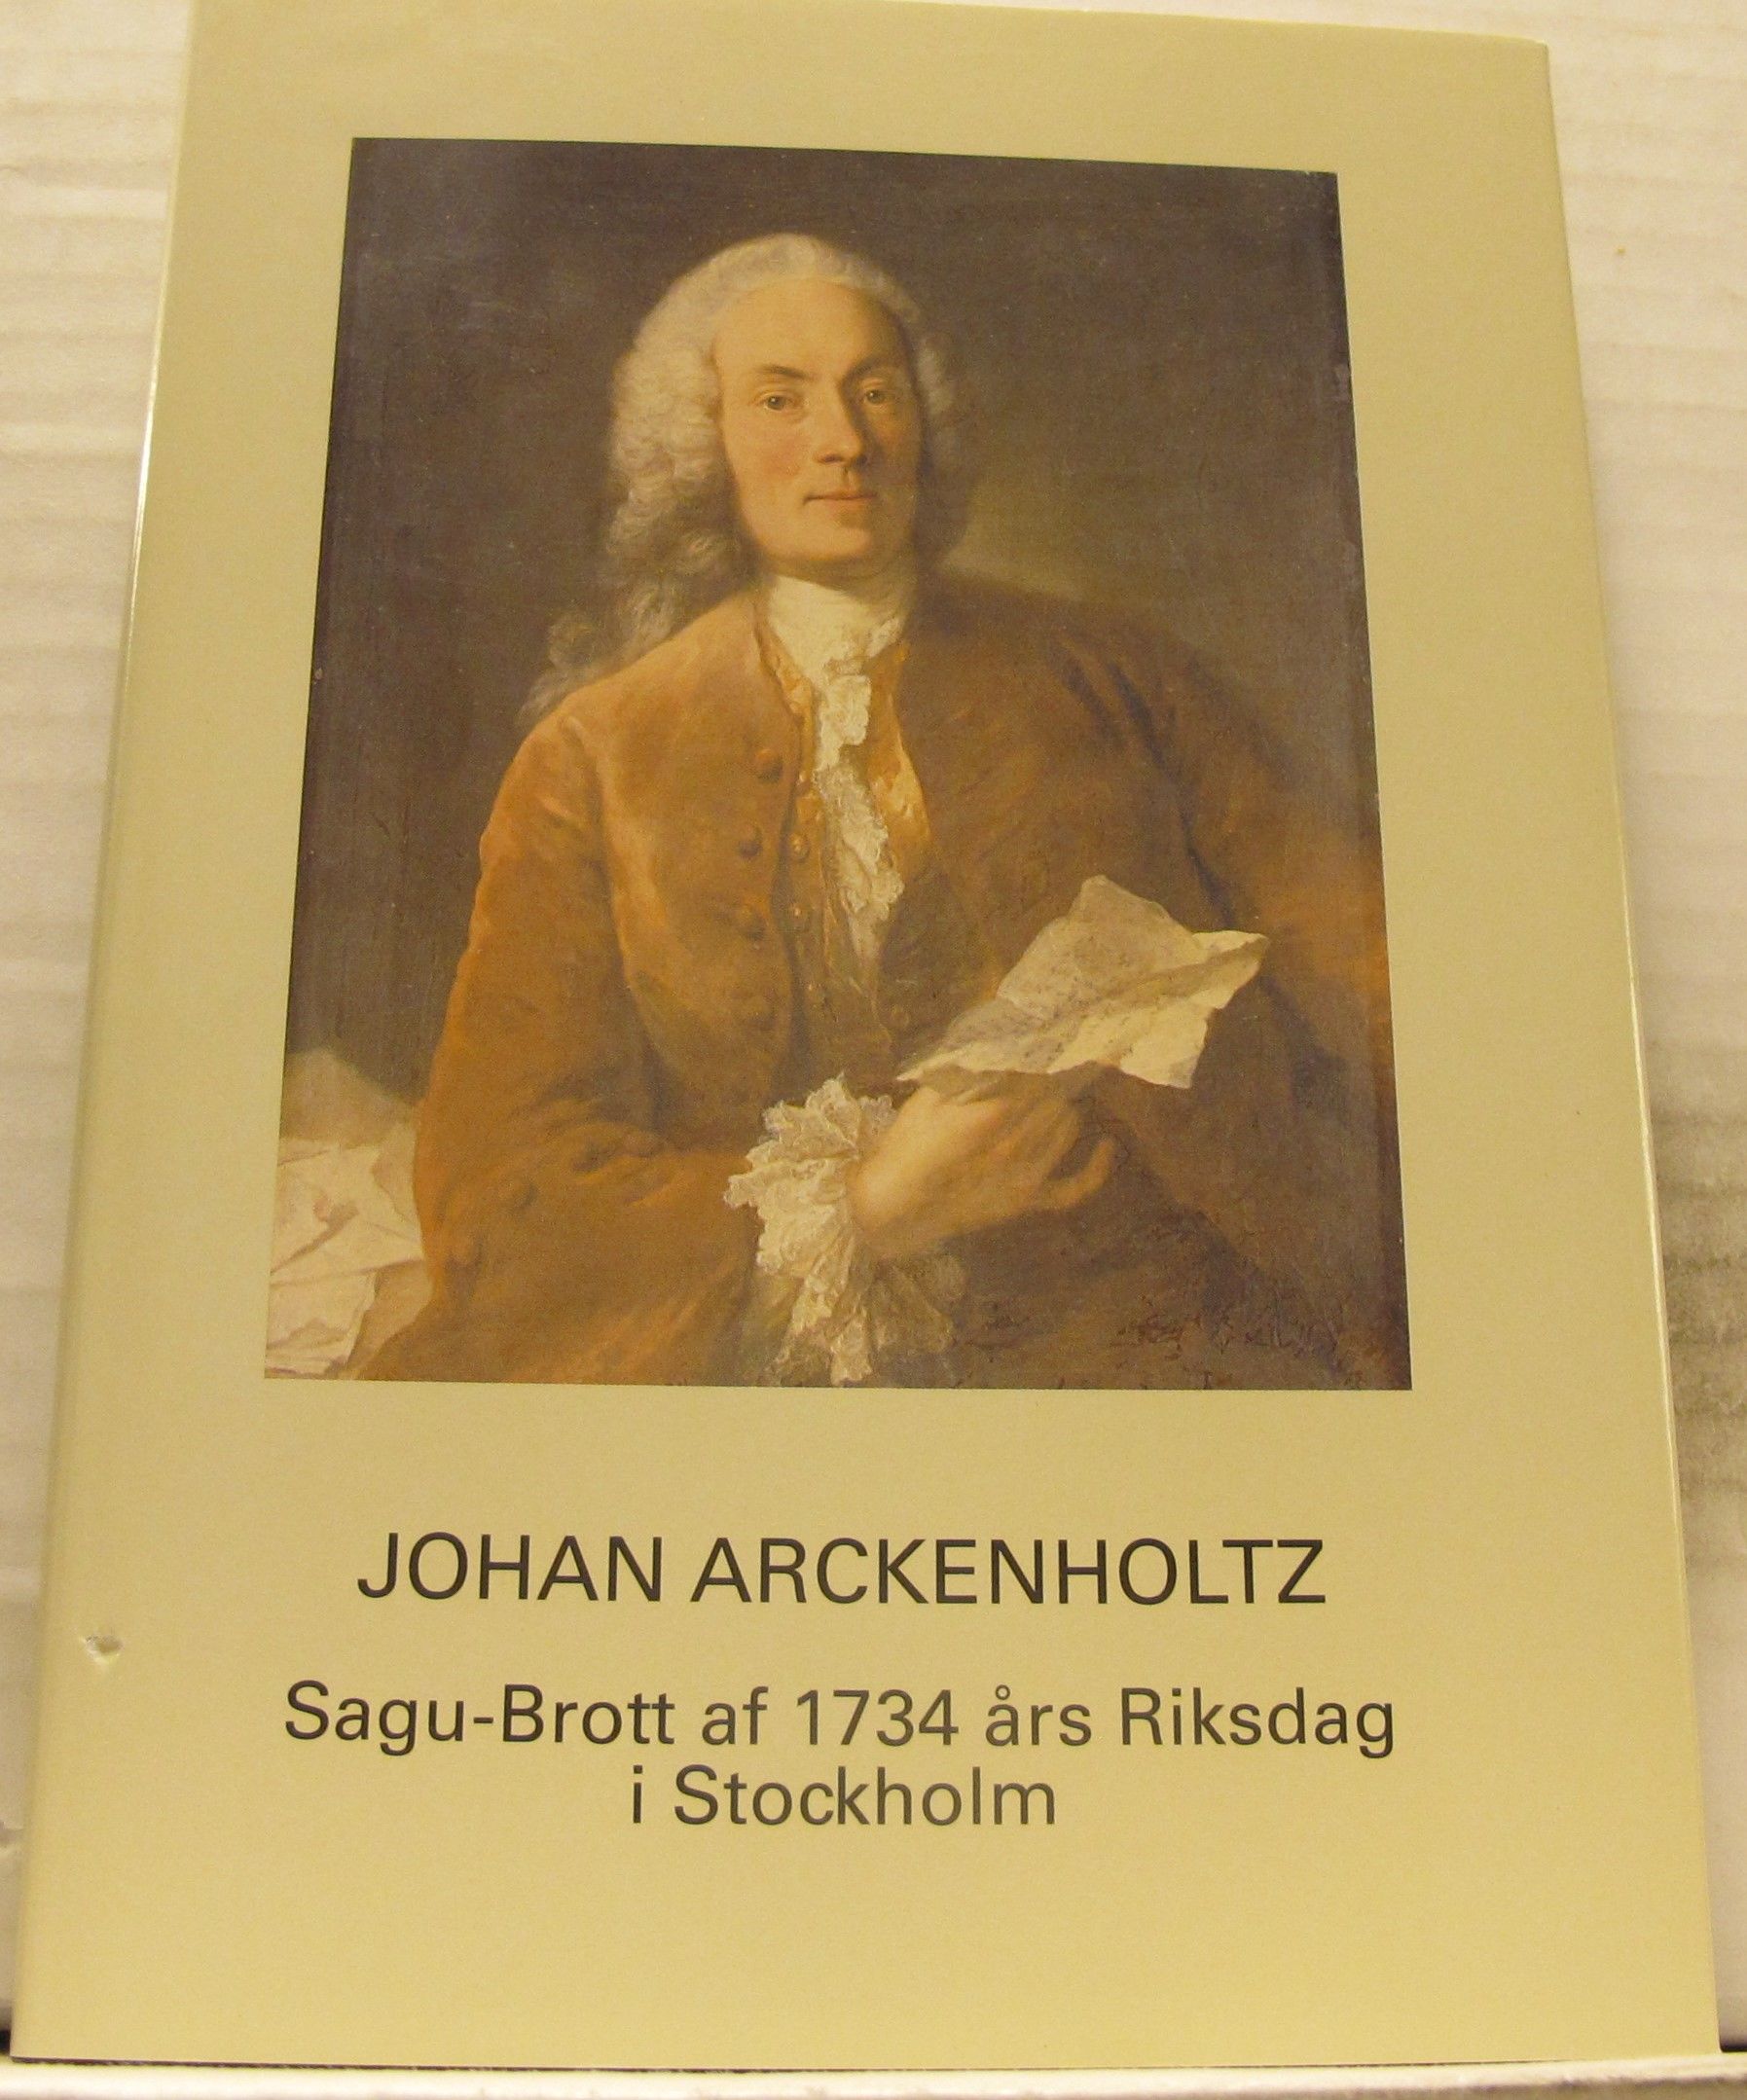 JOHAN ARCKENHOLTZ
Sagu-Brott af 1734 års Riksdag
i Stockholm